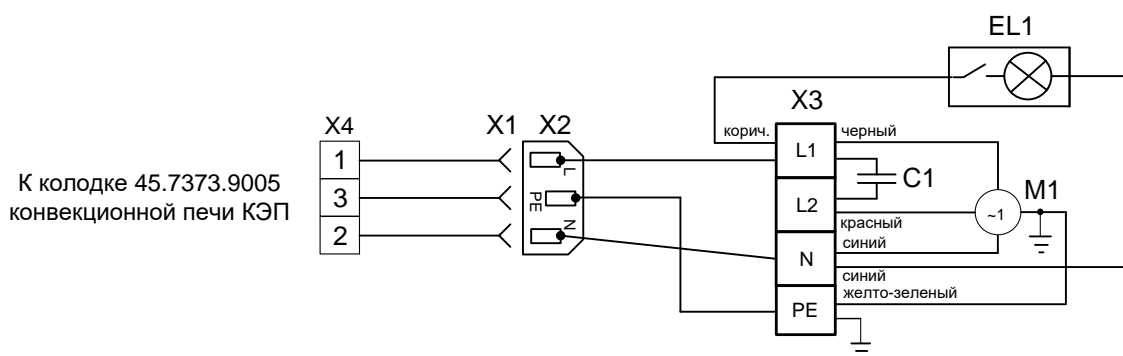 EL1
X3
X4
X1
X2
корич.
черный
1
L
L1
C1
К колодке 45.7373.9005
конвекционной печи КЭП
3
PE
L2
M1
~1
красный
2
N
синий
N
синий
желто-зеленый
PE